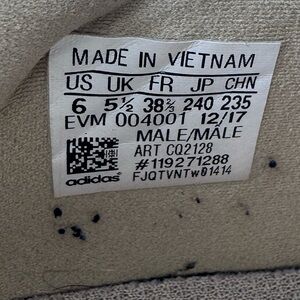 MADE IN VIETNAM
US UK FR JP CHN
6 5½ 38⅔ 240 235
EVM 004001 12/17
MALE/MÂLE
ART CQ2128
#119271288
adidas FJQTVNTW01414